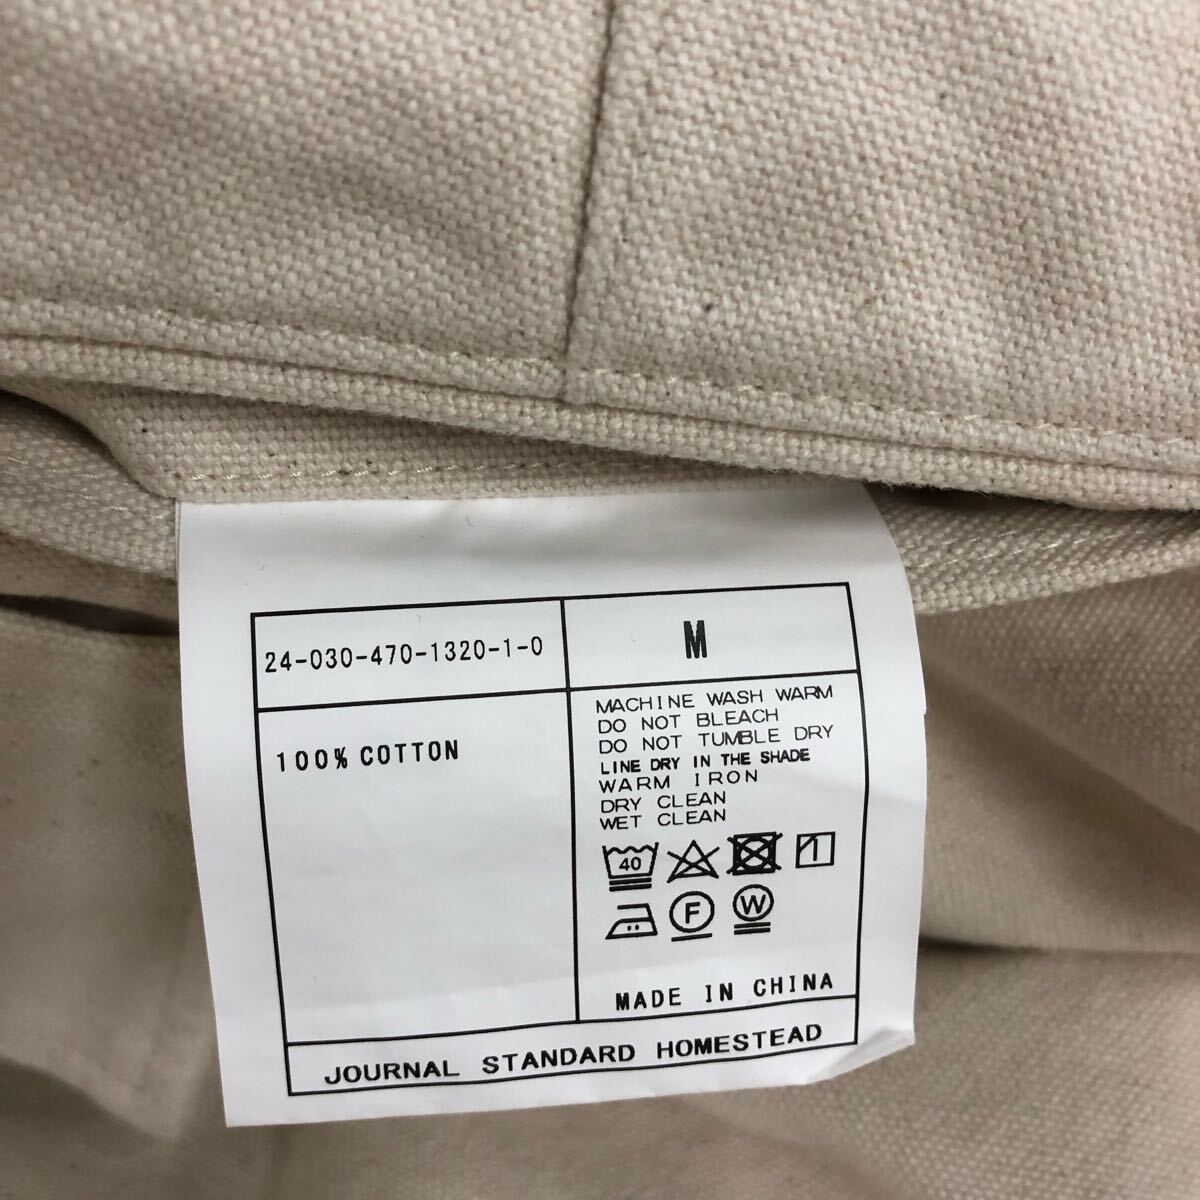 24-030-470-1320-1-0
M
100% COTTON
MACHINE WASH WARM
DO NOT BLEACH
DO NOT TUMBLE DRY
LINE DRY IN THE SHADE
WARM IRON
DRY CLEAN
WET CLEAN
40
F W
MADE IN CHINA
JOURNAL STANDARD HOMESTEAD